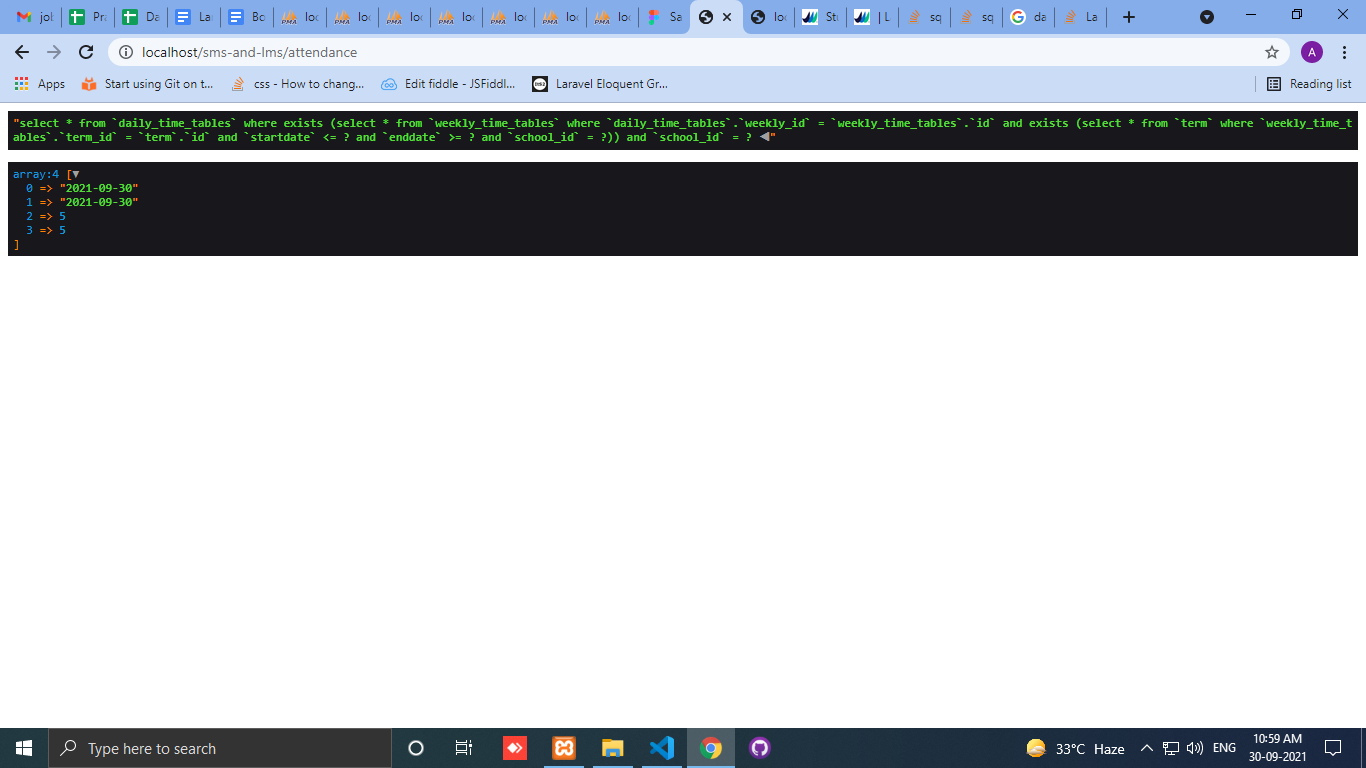 jol
Pra
Da
La
Bo
loc
loc
loc
loc
loc
loc
loc
Sa
loc
Stu
| L
sq
sq
da
La
localhost/sms-and-lms/attendance
A
Apps
Start using Git on t...
css - How to chang...
Edit fiddle - JSFiddl...
Laravel Eloquent Gr...
Reading list
"select * from `daily_time_tables` where exists (select * from `weekly_time_tables` where `daily_time_tables`.`weekly_id` = `weekly_time_tables`.`id` and exists (select * from `term` where `weekly_time_t
ables`.`term_id` = `term`.`id` and `startdate` <= ? and `enddate` >= ? and `school_id` = ?)) and `school_id` = ? ◀"
array:4 [▼
0 => "2021-09-30"
1 => "2021-09-30"
2 => 5
3 => 5
]
Type here to search
33°C Haze
ENG
10:59 AM
30-09-2021